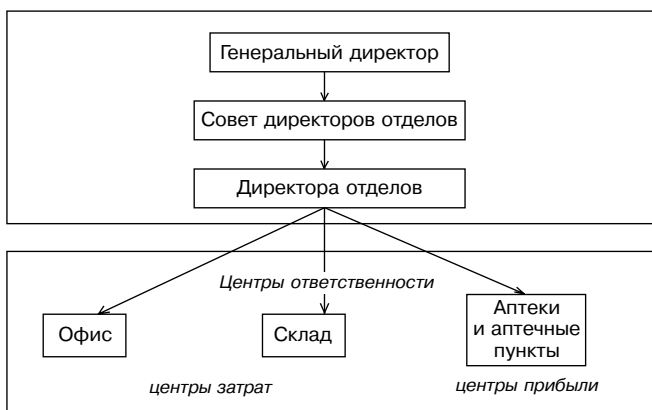 Генеральный директор
Совет директоров отделов
Директора отделов
Центры ответственности
Офис
Склад
Аптеки
и аптечные
пункты
центры затрат
центры прибыли